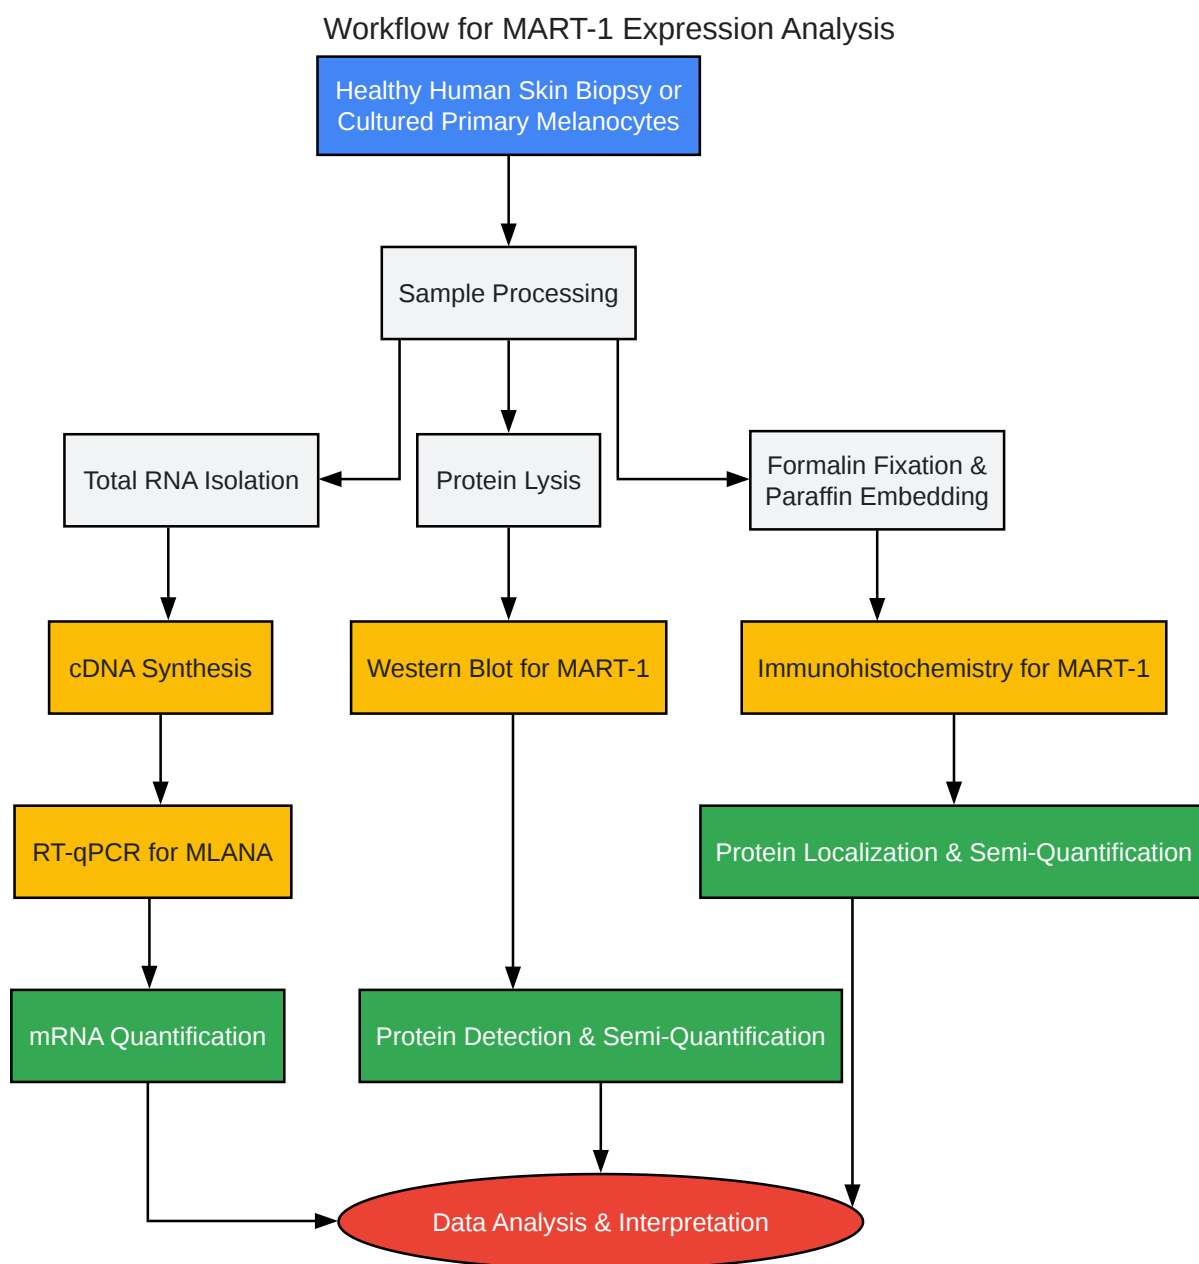 Workflow for MART-1 Expression Analysis
Healthy Human Skin Biopsy or
Cultured Primary Melanocytes
Sample Processing
Total RNA Isolation
Protein Lysis
Formalin Fixation &
Paraffin Embedding
cDNA Synthesis
Western Blot for MART-1
Immunohistochemistry for MART-1
RT-qPCR for MLANA
Protein Localization & Semi-Quantification
mRNA Quantification
Protein Detection & Semi-Quantification
Data Analysis & Interpretation